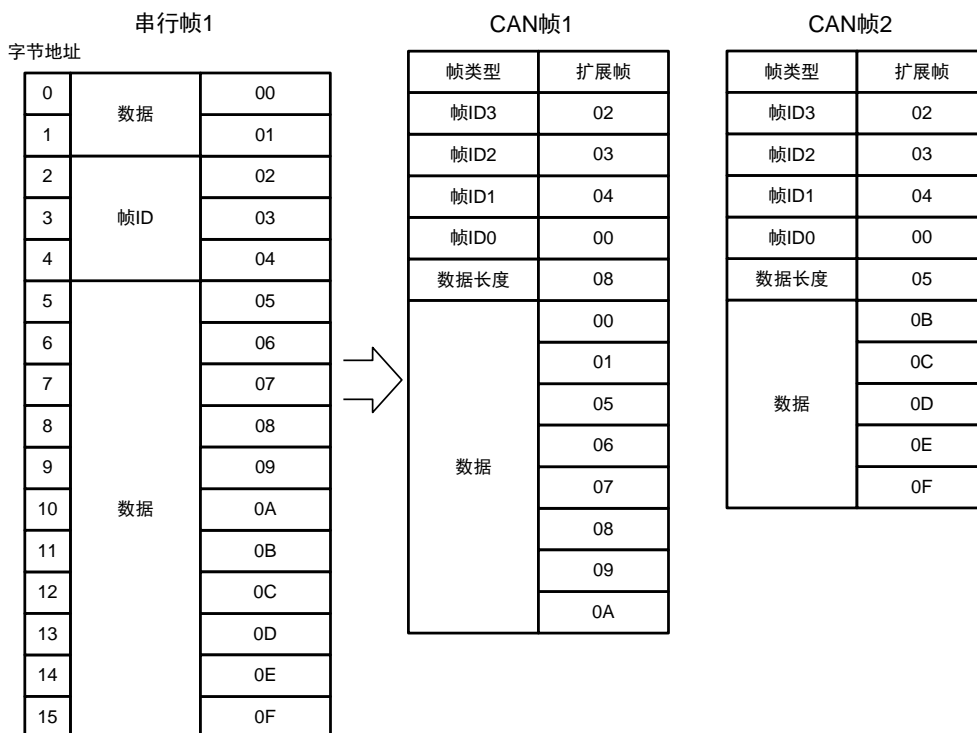 串行帧1
字节地址
0 数据 00
1 01
2 帧ID 02
3 03
4 04
5 数据 05
6 06
7 07
8 08
9 09
10 0A
11 0B
12 0C
13 0D
14 0E
15 0F
CAN帧1
帧类型 扩展帧
帧ID3 02
帧ID2 03
帧ID1 04
帧ID0 00
数据长度 08
数据 00
01
05
06
07
08
09
0A
CAN帧2
帧类型 扩展帧
帧ID3 02
帧ID2 03
帧ID1 04
帧ID0 00
数据长度 05
数据 0B
0C
0D
0E
0F